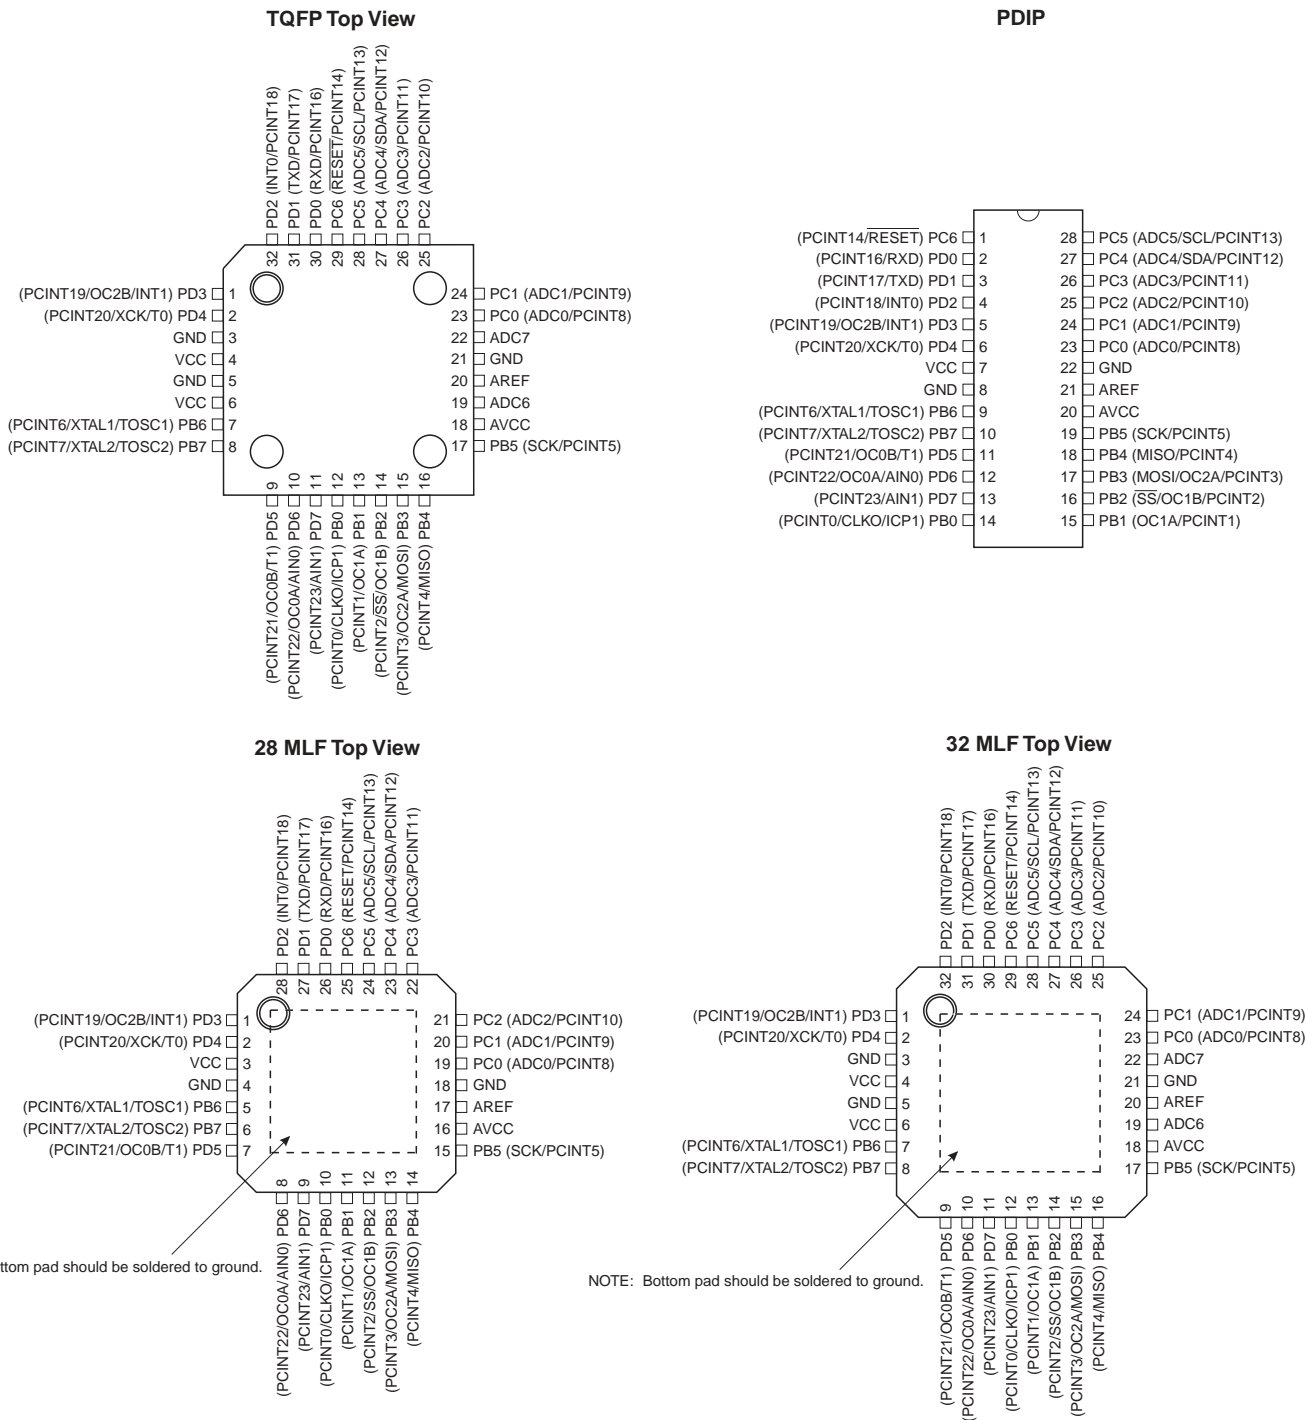 TQFP Top View
32 PD2 (INT0/PCINT18)
31 PD1 (TXD/PCINT17)
30 PD0 (RXD/PCINT16)
29 PC6 (RESET/PCINT14)
28 PC5 (ADC5/SCL/PCINT13)
27 PC4 (ADC4/SDA/PCINT12)
26 PC3 (ADC3/PCINT11)
25 PC2 (ADC2/PCINT10)
(PCINT19/OC2B/INT1) PD3 1
(PCINT20/XCK/T0) PD4 2
GND 3
VCC 4
GND 5
VCC 6
(PCINT6/XTAL1/TOSC1) PB6 7
(PCINT7/XTAL2/TOSC2) PB7 8
24 PC1 (ADC1/PCINT9)
23 PC0 (ADC0/PCINT8)
22 ADC7
21 GND
20 AREF
19 ADC6
18 AVCC
17 PB5 (SCK/PCINT5)
(PCINT21/OC0B/T1) PD5 9
(PCINT22/OC0A/AIN0) PD6 10
(PCINT23/AIN1) PD7 11
(PCINT0/CLKO/ICP1) PB0 12
(PCINT1/OC1A) PB1 13
(PCINT2/SS/OC1B) PB2 14
(PCINT3/OC2A/MOSI) PB3 15
(PCINT4/MISO) PB4 16
PDIP
(PCINT14/RESET) PC6 1
(PCINT16/RXD) PD0 2
(PCINT17/TXD) PD1 3
(PCINT18/INT0) PD2 4
(PCINT19/OC2B/INT1) PD3 5
(PCINT20/XCK/T0) PD4 6
VCC 7
GND 8
(PCINT6/XTAL1/TOSC1) PB6 9
(PCINT7/XTAL2/TOSC2) PB7 10
(PCINT21/OC0B/T1) PD5 11
(PCINT22/OC0A/AIN0) PD6 12
(PCINT23/AIN1) PD7 13
(PCINT0/CLKO/ICP1) PB0 14
28 PC5 (ADC5/SCL/PCINT13)
27 PC4 (ADC4/SDA/PCINT12)
26 PC3 (ADC3/PCINT11)
25 PC2 (ADC2/PCINT10)
24 PC1 (ADC1/PCINT9)
23 PC0 (ADC0/PCINT8)
22 GND
21 AREF
20 AVCC
19 PB5 (SCK/PCINT5)
18 PB4 (MISO/PCINT4)
17 PB3 (MOSI/OC2A/PCINT3)
16 PB2 (SS/OC1B/PCINT2)
15 PB1 (OC1A/PCINT1)
28 MLF Top View
28 PD2 (INT0/PCINT18)
27 PD1 (TXD/PCINT17)
26 PD0 (RXD/PCINT16)
25 PC6 (RESET/PCINT14)
24 PC5 (ADC5/SCL/PCINT13)
23 PC4 (ADC4/SDA/PCINT12)
22 PC3 (ADC3/PCINT11)
(PCINT19/OC2B/INT1) PD3 1
(PCINT20/XCK/T0) PD4 2
VCC 3
GND 4
(PCINT6/XTAL1/TOSC1) PB6 5
(PCINT7/XTAL2/TOSC2) PB7 6
(PCINT21/OC0B/T1) PD5 7
21 PC2 (ADC2/PCINT10)
20 PC1 (ADC1/PCINT9)
19 PC0 (ADC0/PCINT8)
18 GND
17 AREF
16 AVCC
15 PB5 (SCK/PCINT5)
(PCINT22/OC0A/AIN0) PD6 8
(PCINT23/AIN1) PD7 9
(PCINT0/CLKO/ICP1) PB0 10
(PCINT1/OC1A) PB1 11
(PCINT2/SS/OC1B) PB2 12
(PCINT3/OC2A/MOSI) PB3 13
(PCINT4/MISO) PB4 14
pad should be soldered to ground.
32 MLF Top View
32 PD2 (INT0/PCINT18)
31 PD1 (TXD/PCINT17)
30 PD0 (RXD/PCINT16)
29 PC6 (RESET/PCINT14)
28 PC5 (ADC5/SCL/PCINT13)
27 PC4 (ADC4/SDA/PCINT12)
26 PC3 (ADC3/PCINT11)
25 PC2 (ADC2/PCINT10)
(PCINT19/OC2B/INT1) PD3 1
(PCINT20/XCK/T0) PD4 2
GND 3
VCC 4
GND 5
VCC 6
(PCINT6/XTAL1/TOSC1) PB6 7
(PCINT7/XTAL2/TOSC2) PB7 8
24 PC1 (ADC1/PCINT9)
23 PC0 (ADC0/PCINT8)
22 ADC7
21 GND
20 AREF
19 ADC6
18 AVCC
17 PB5 (SCK/PCINT5)
(PCINT21/OC0B/T1) PD5 9
(PCINT22/OC0A/AIN0) PD6 10
(PCINT23/AIN1) PD7 11
(PCINT0/CLKO/ICP1) PB0 12
(PCINT1/OC1A) PB1 13
(PCINT2/SS/OC1B) PB2 14
(PCINT3/OC2A/MOSI) PB3 15
(PCINT4/MISO) PB4 16
NOTE: Bottom pad should be soldered to ground.